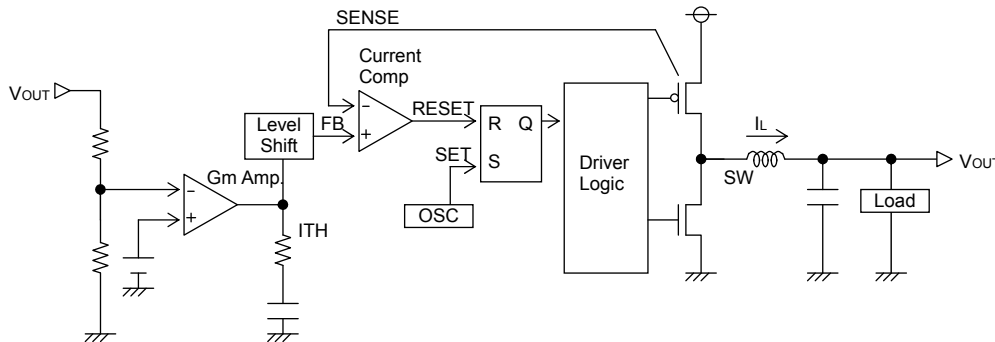 SENSE
Current
Comp
VOUT
RESET
FB
Level
Shift
R Q
S
SET
OSC
Driver
Logic
IL
SW
VOUT
Load
Gm Amp.
ITH
−
+
−
+